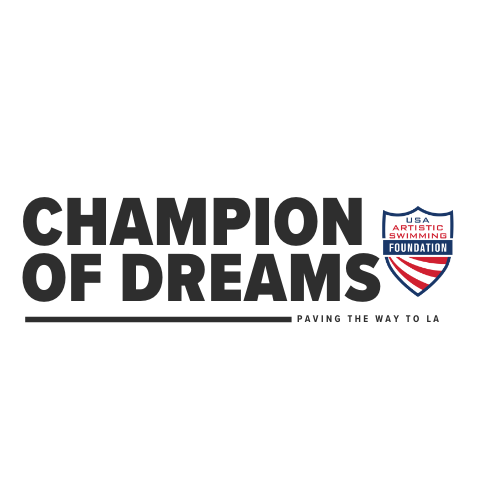 CHAMPION
OF DREAMS
USA
ARTISTIC
SWIMMING
FOUNDATION
PAVING THE WAY TO LA